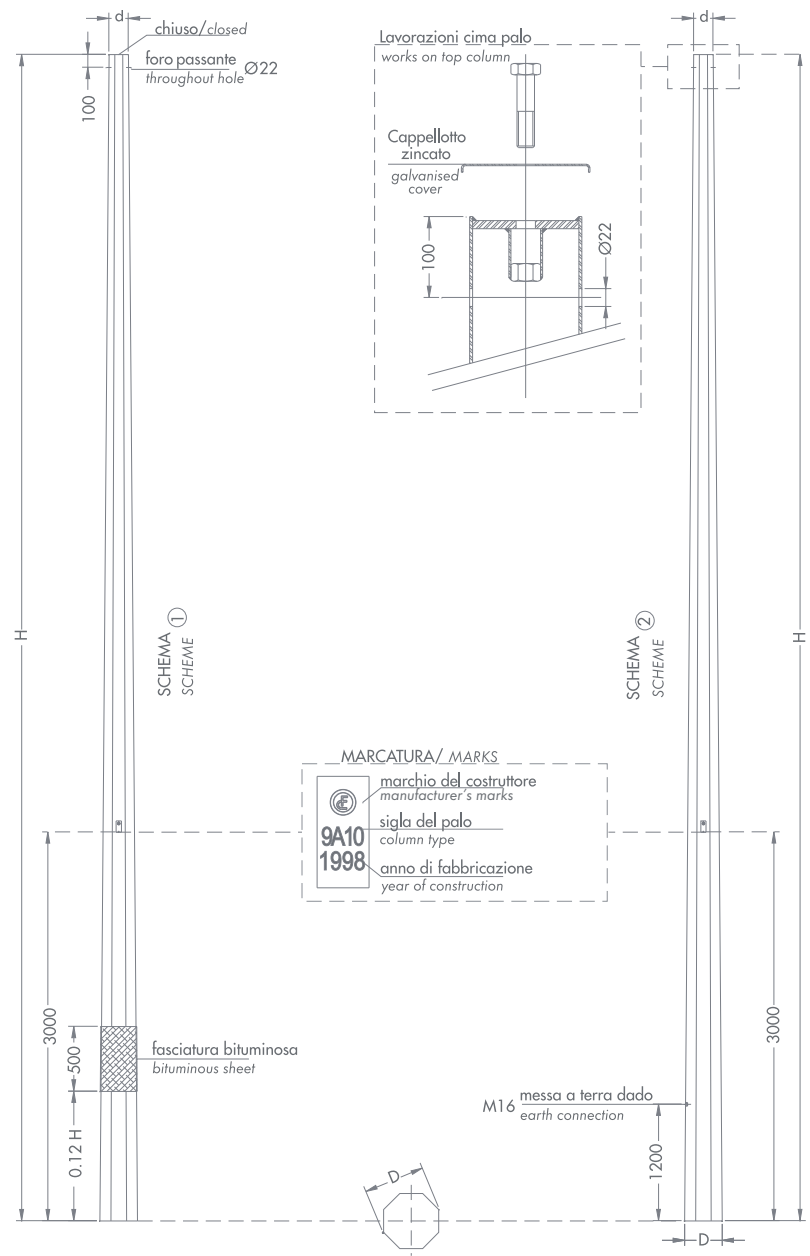 d
chiuso/closed
foro passante
throughout hole
Ø22
100
H
SCHEMA 1
SCHEME
3000
500
fasciatura bituminosa
bituminous sheet
0.12 H
Lavorazioni cima palo
works on top column
Cappellotto
zincato
galvanised
cover
100
Ø22
MARCATURA/ MARKS
marchio del costruttore
manufacturer's marks
9A10
sigla del palo
column type
1998
anno di fabbricazione
year of construction
D
d
H
SCHEMA 2
SCHEME
3000
M16
messa a terra dado
earth connection
1200
D